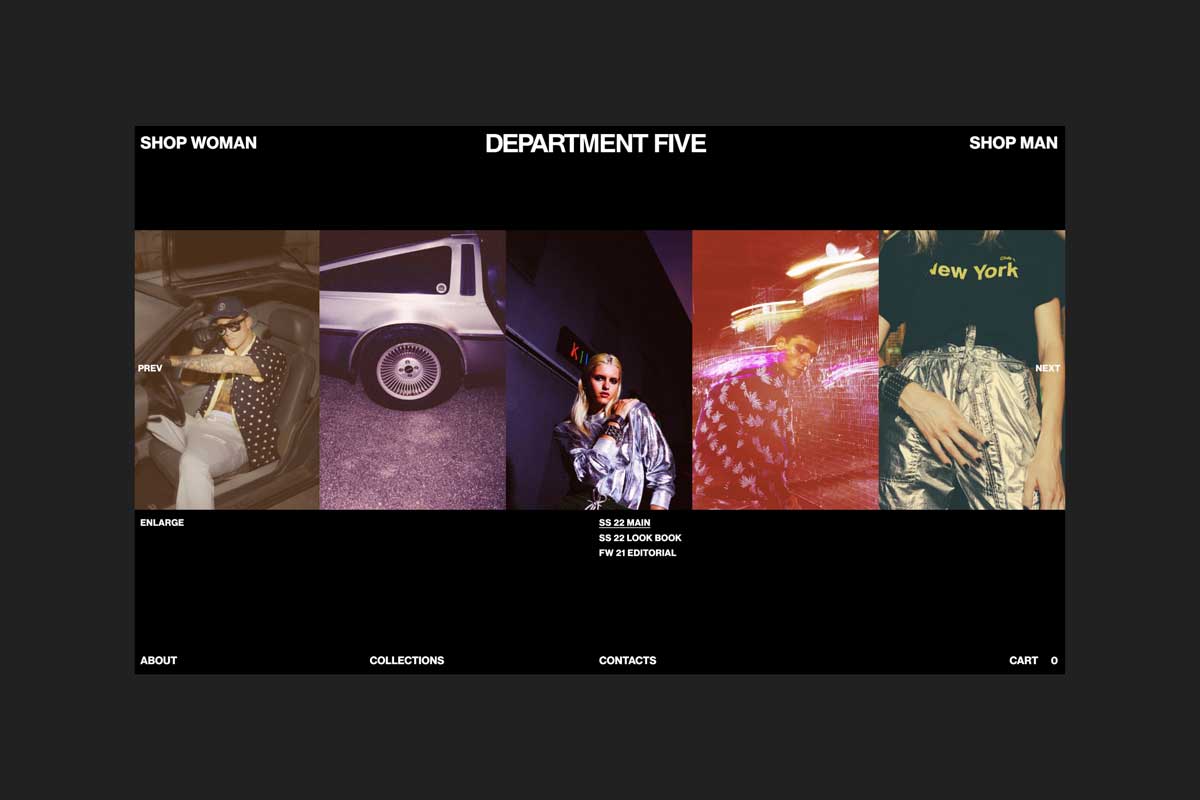 SHOP WOMAN
DEPARTMENT FIVE
SHOP MAN
New York
PREV
NEXT
ENLARGE
SS 22 MAIN
SS 22 LOOK BOOK
FW 21 EDITORIAL
ABOUT
COLLECTIONS
CONTACTS
CART 0